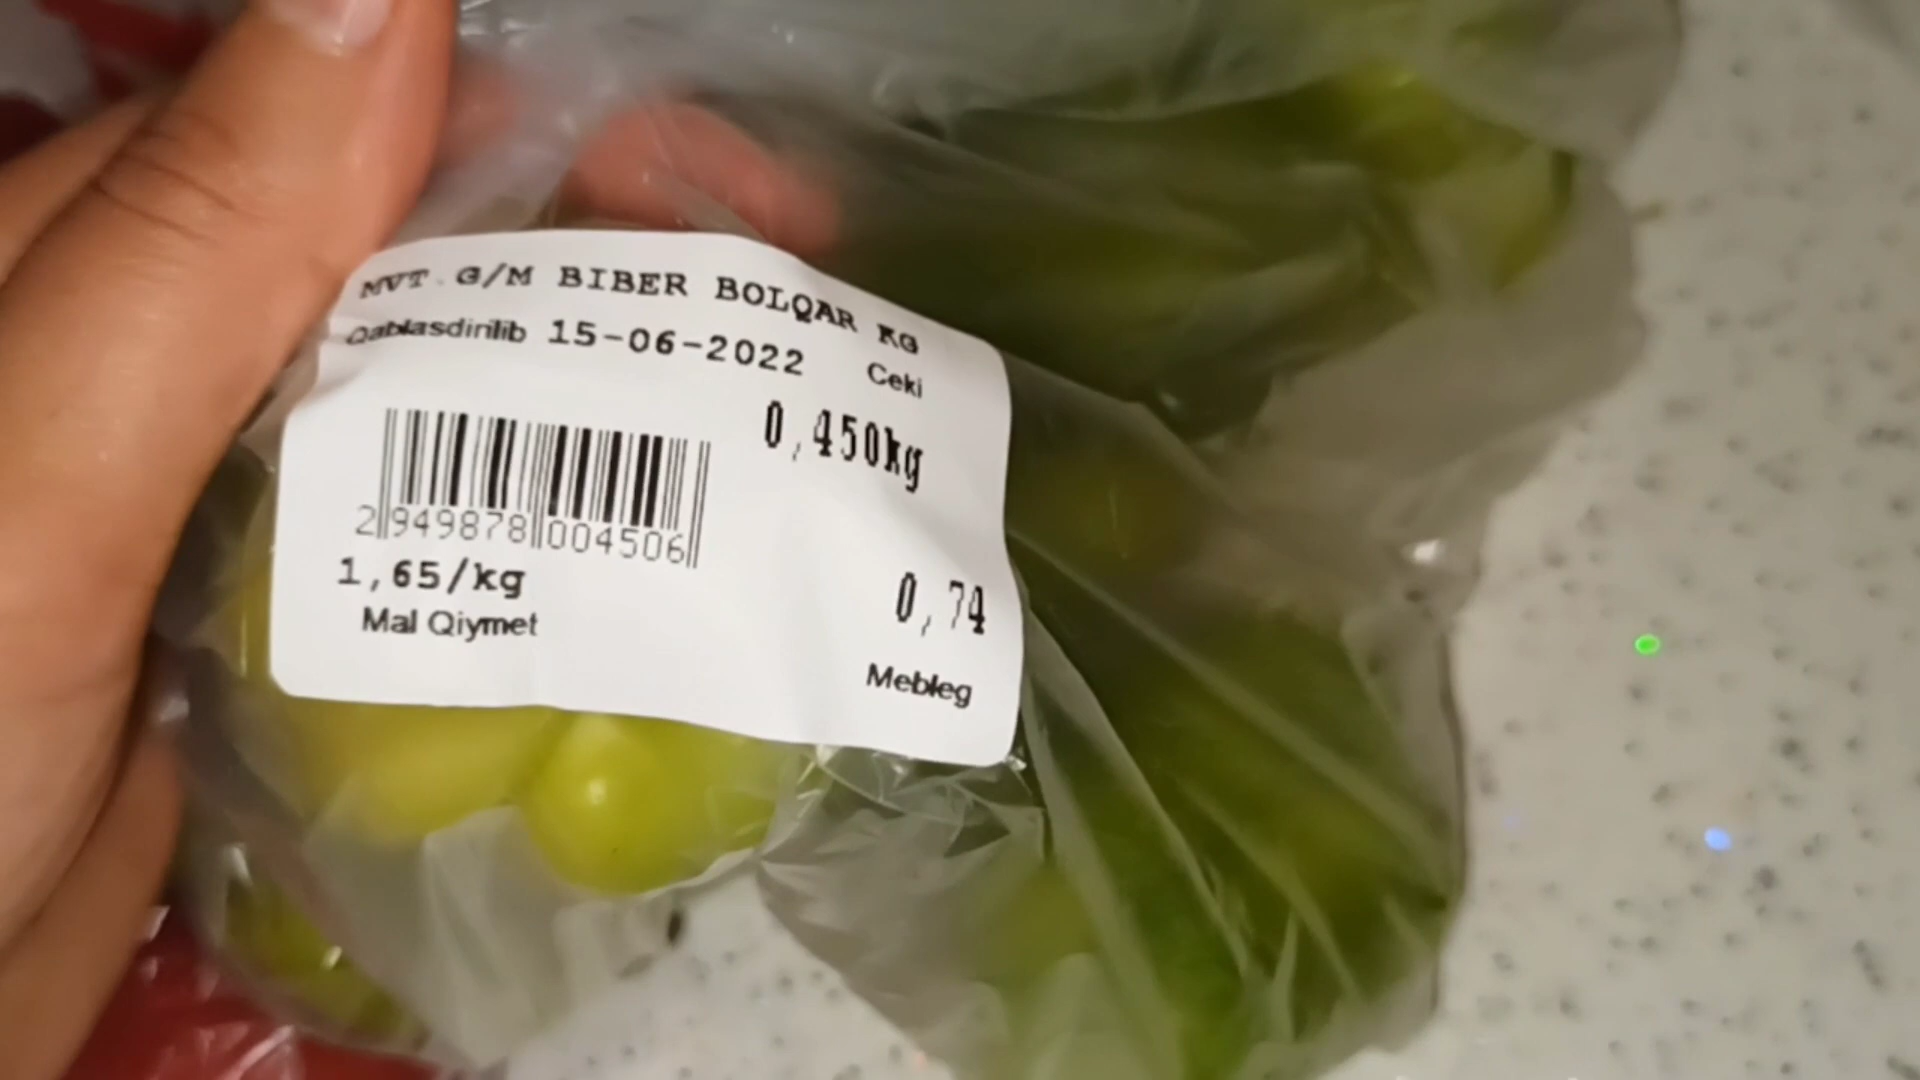 MVT.G/M BIBER BOLQAR KG
Qablasdirilib 15-06-2022
Ceki
0,450kg
2 949878 004506
1,65/kg
Mal Qiymet
0,74
Mebleg